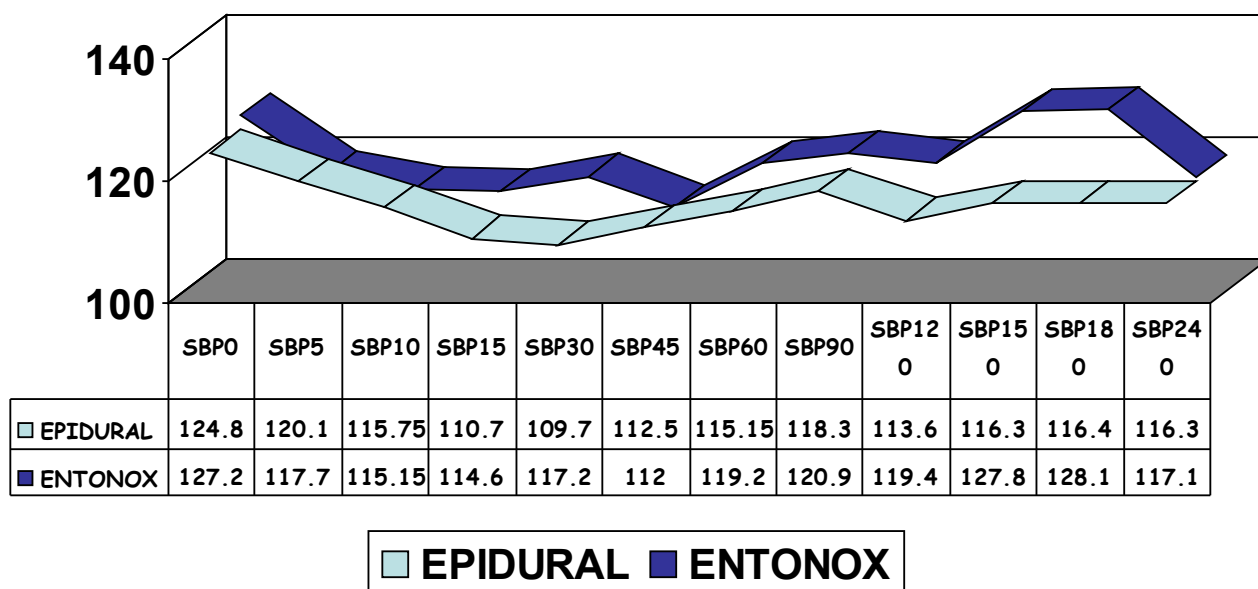 140
120
100
SBP0 SBP5 SBP10 SBP15 SBP30 SBP45 SBP60 SBP90 SBP12 SBP15 SBP18 SBP24
0 0 0 0
EPIDURAL 124.8 120.1 115.75 110.7 109.7 112.5 115.15 118.3 113.6 116.3 116.4 116.3
ENTONOX 127.2 117.7 115.15 114.6 117.2 112 119.2 120.9 119.4 127.8 128.1 117.1
EPIDURAL ENTONOX